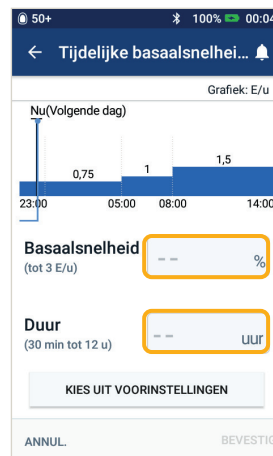 50+ 100% 00:04
Tijdelijke basaalsnelhei...
Grafiek: E/u
Nu(Volgende dag)
0,75 1 1,5
23:00 05:00 08:00 14:00
Basaalsnelheid -- %
(tot 3 E/u)
Duur -- uur
(30 min tot 12 u)
KIES UIT VOORINSTELLINGEN
ANNUL. BEVESTIG